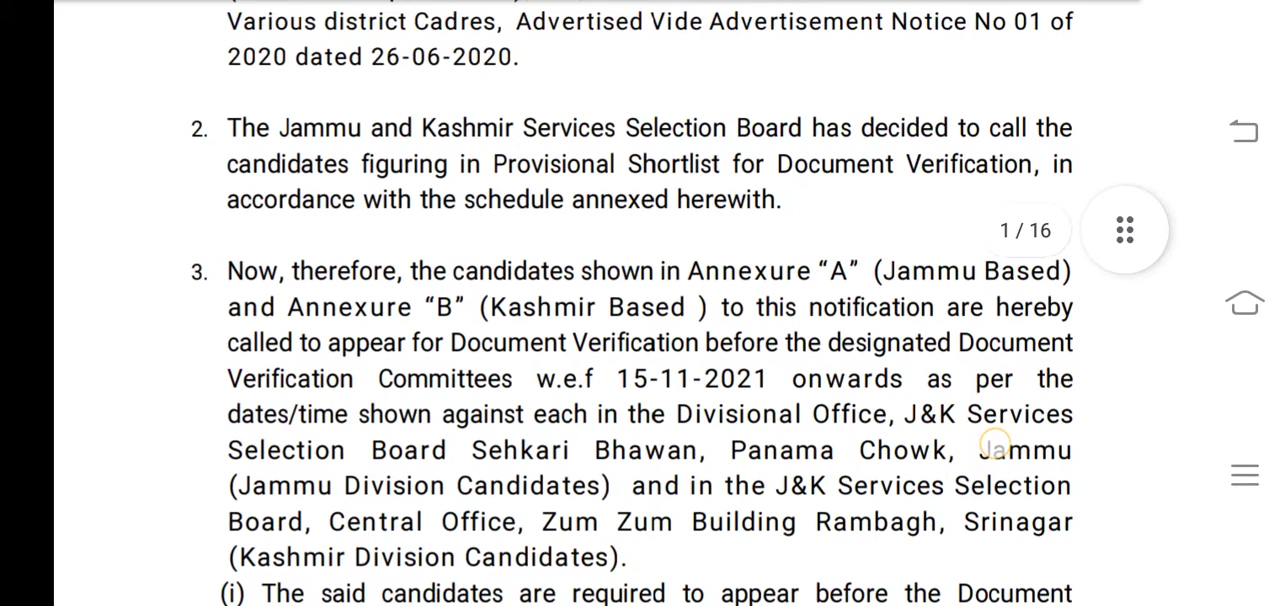 Various district Cadres, Advertised Vide Advertisement Notice No 01 of
2020 dated 26-06-2020.
2. The Jammu and Kashmir Services Selection Board has decided to call the
candidates figuring in Provisional Shortlist for Document Verification, in
accordance with the schedule annexed herewith.
1 / 16
3. Now, therefore, the candidates shown in Annexure “A” (Jammu Based)
and Annexure “B” (Kashmir Based ) to this notification are hereby
called to appear for Document Verification before the designated Document
Verification Committees w.e.f 15-11-2021 onwards as per the
dates/time shown against each in the Divisional Office, J&K Services
Selection Board Sehkari Bhawan, Panama Chowk, Jammu
(Jammu Division Candidates) and in the J&K Services Selection
Board, Central Office, Zum Zum Building Rambagh, Srinagar
(Kashmir Division Candidates).
(i) The said candidates are required to appear before the Document